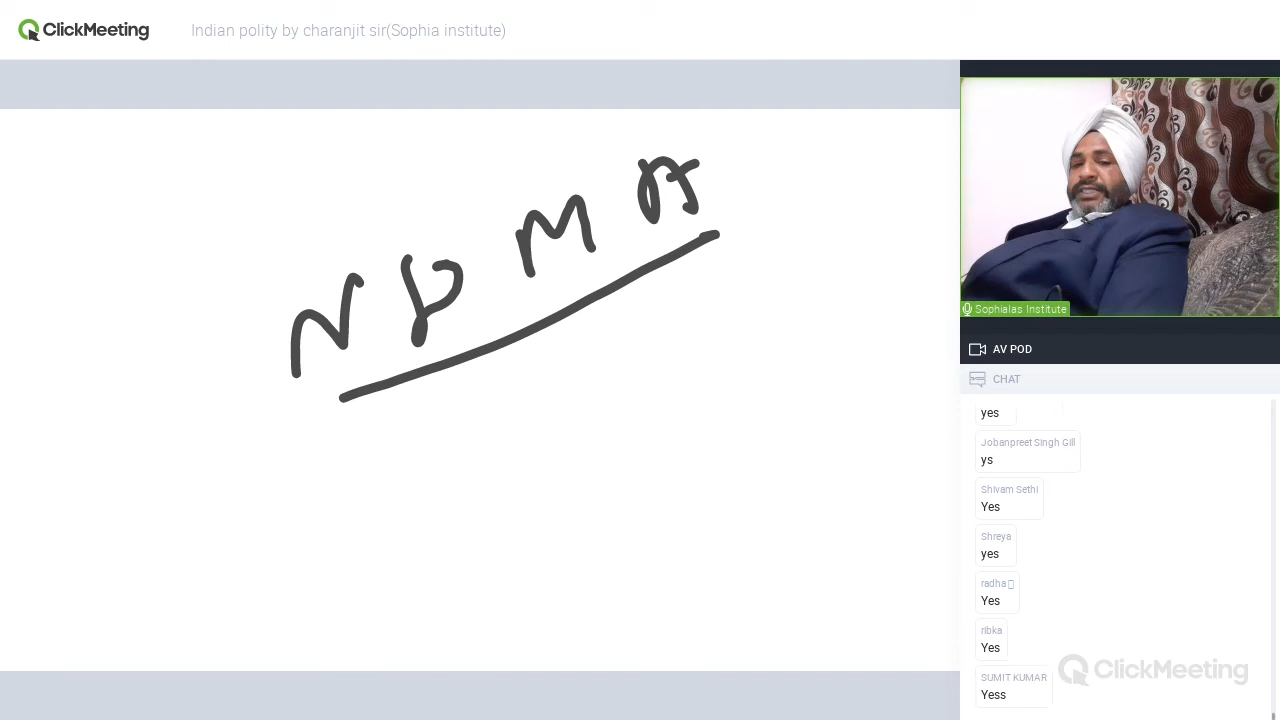 ClickMeeting
Indian polity by charanjit sir(Sophia institute)
N D M A
Sophialas Institute
AV POD
CHAT
yes
Jobanpreet Singh Gill
ys
Shivam Sethi
Yes
Shreya
yes
radha
Yes
ribka
Yes
SUMIT KUMAR
Yess
ClickMeeting